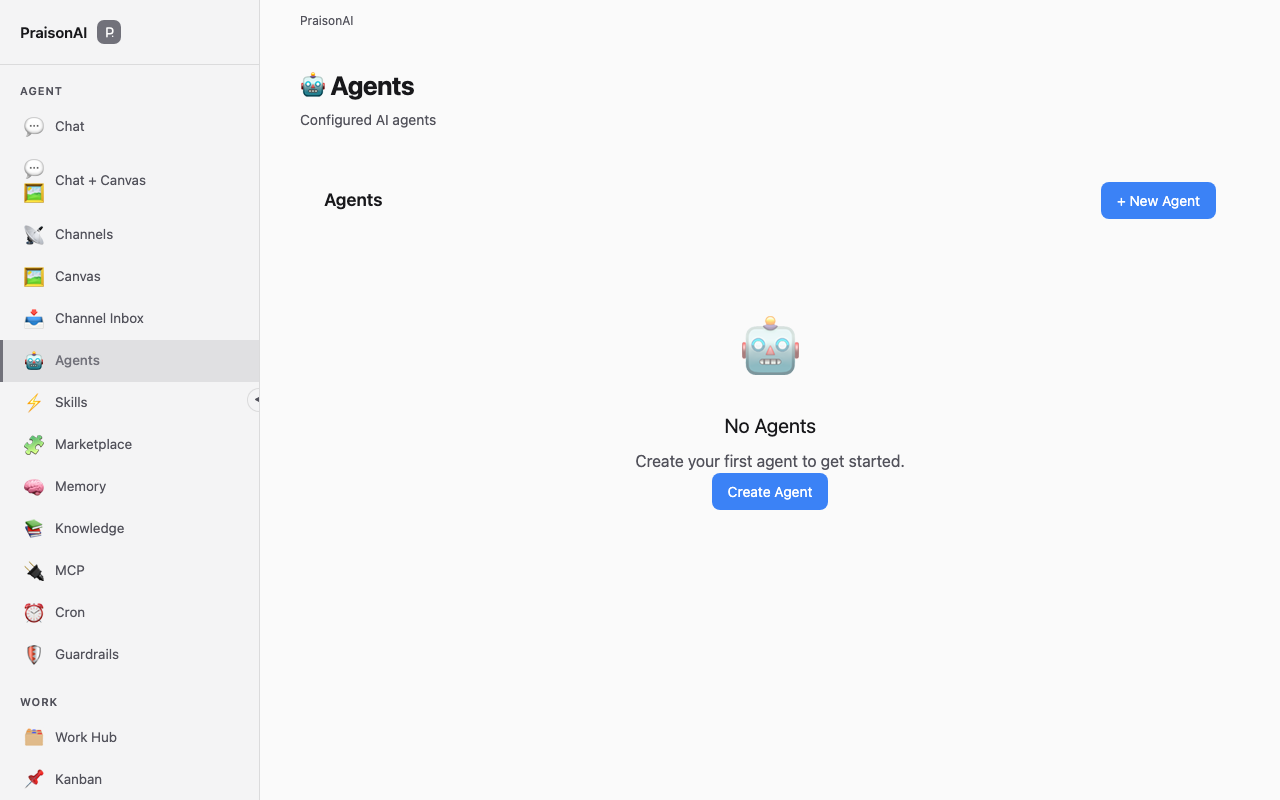 PraisonAI
P.
AGENT
Chat
Chat + Canvas
Channels
Canvas
Channel Inbox
Agents
Skills
Marketplace
Memory
Knowledge
MCP
Cron
Guardrails
WORK
Work Hub
Kanban
PraisonAI
Agents
Configured AI agents
Agents
+ New Agent
No Agents
Create your first agent to get started.
Create Agent